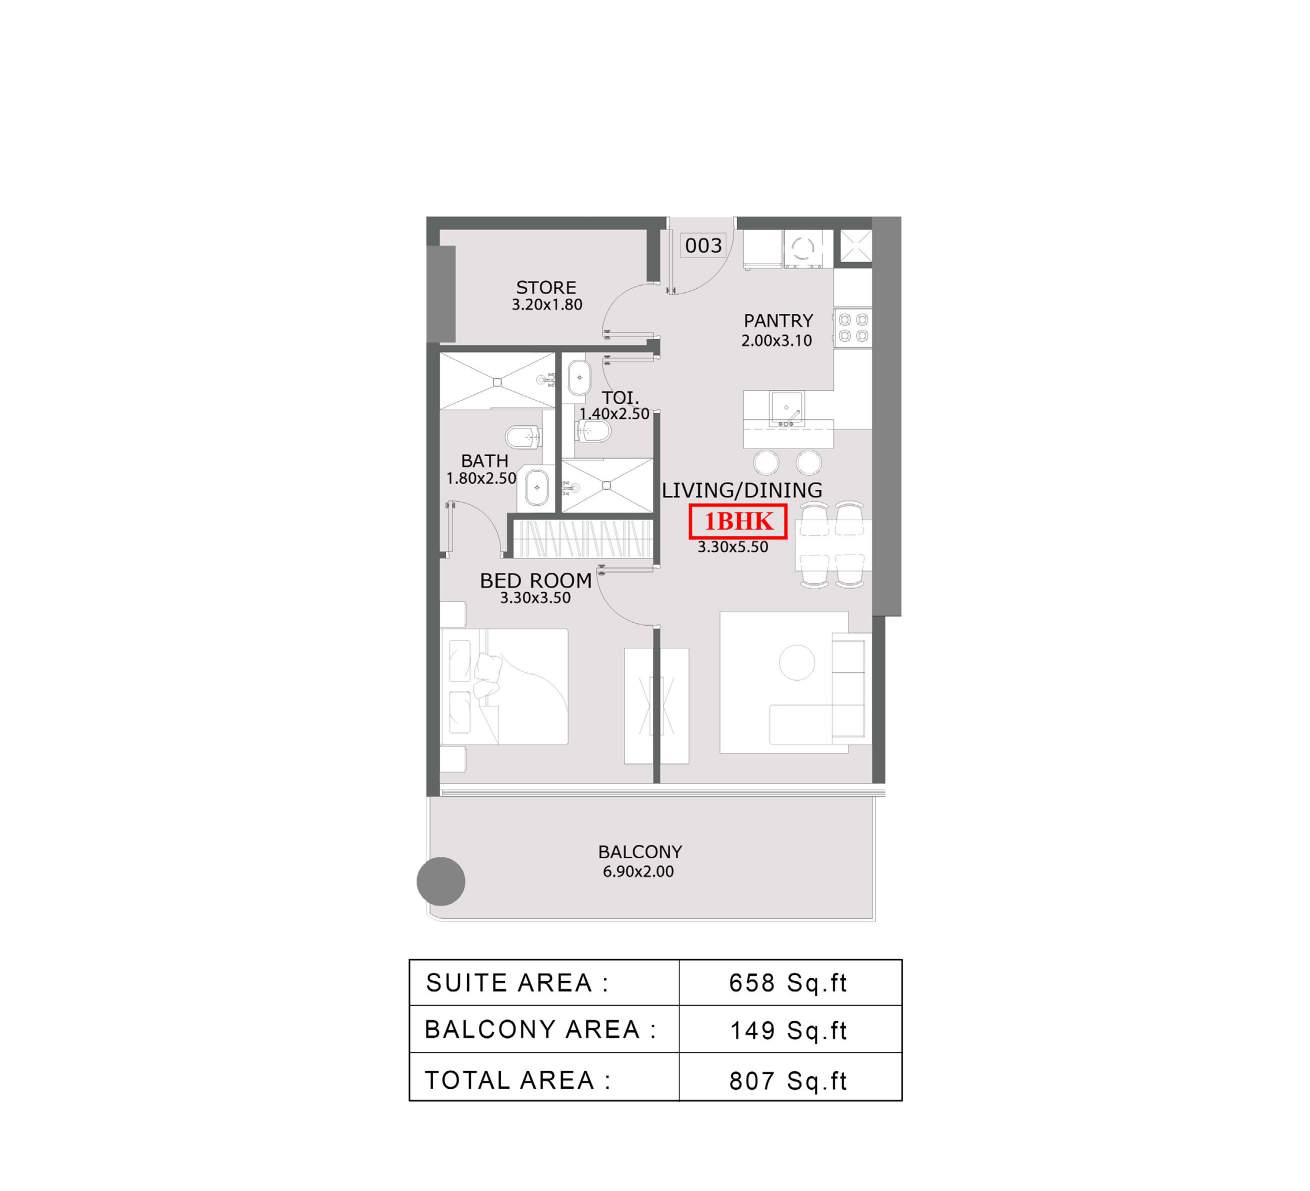 003
STORE
3.20x1.80
PANTRY
2.00x3.10
TOI.
1.40x2.50
BATH
1.80x2.50
LIVING/DINING
1BHK
3.30x5.50
BED ROOM
3.30x3.50
BALCONY
6.90x2.00
SUITE AREA : 658 Sq.ft
BALCONY AREA : 149 Sq.ft
TOTAL AREA : 807 Sq.ft